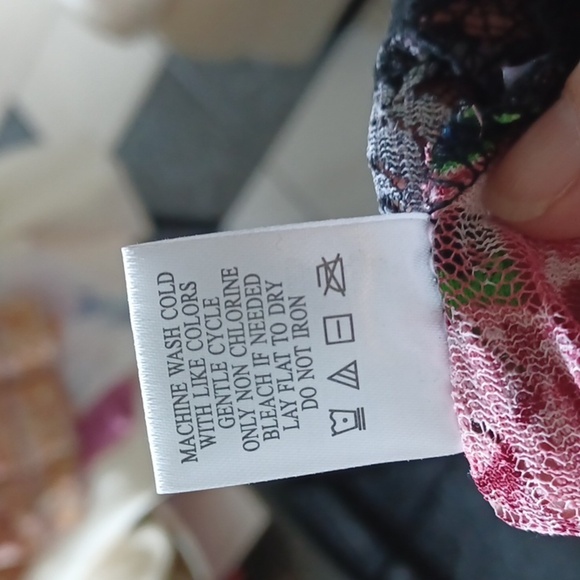 MACHINE WASH COLD
WITH LIKE COLORS
GENTLE CYCLE
ONLY NON CHLORINE
BLEACH IF NEEDED
LAY FLAT TO DRY
DO NOT IRON